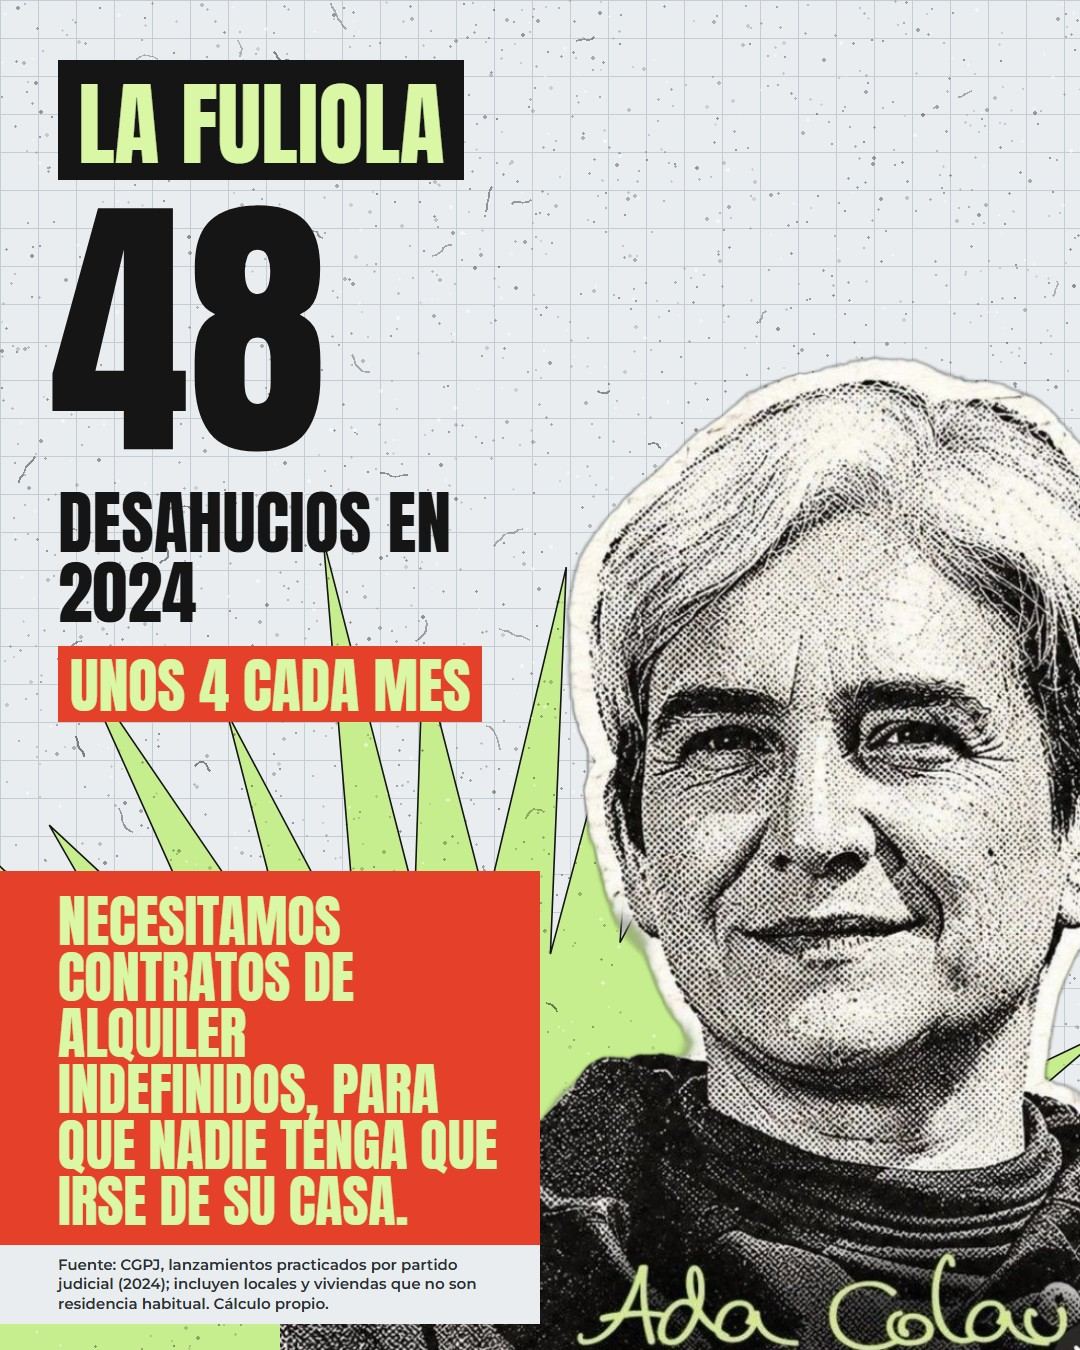 LA FULIOLA
48
DESAHUCIOS EN
2024
UNOS 4 CADA MES
NECESITAMOS
CONTRATOS DE
ALQUILER
INDEFINIDOS, PARA
QUE NADIE TENGA QUE
IRSE DE SU CASA.
Fuente: CGPJ, lanzamientos practicados por partido
judicial (2024); incluyen locales y viviendas que no son
residencia habitual. Cálculo propio.
Ada Colau